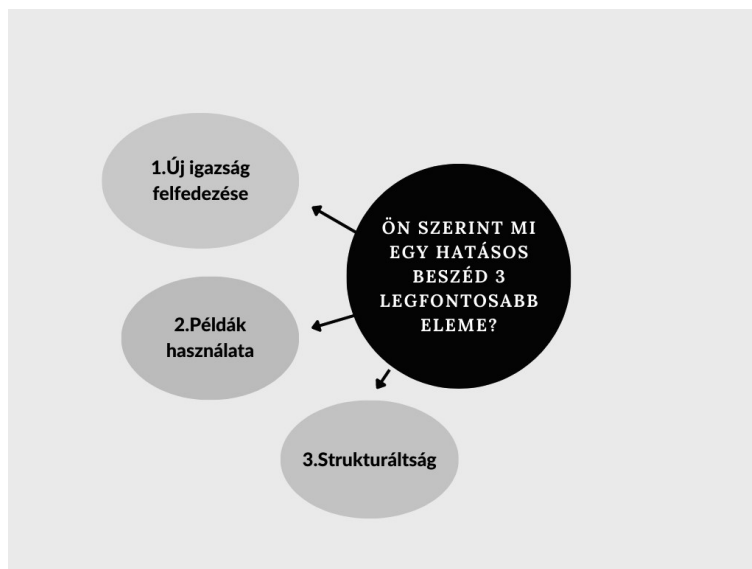 ÖN SZERINT MI
EGY HATÁSOS
BESZÉD 3
LEGFONTOSABB
ELEME?
1.Új igazság
felfedezése
2.Példák
használata
3.Strukturáltság